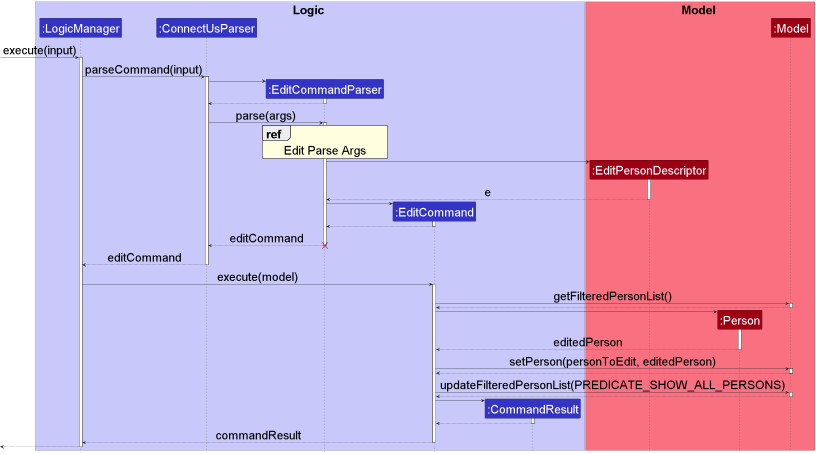 Logic
Model
:LogicManager
:ConnectUsParser
:Model
execute(input)
parseCommand(input)
:EditCommandParser
parse(args)
ref
Edit Parse Args
:EditPersonDescriptor
e
:EditCommand
editCommand
editCommand
execute(model)
getFilteredPersonList()
:Person
editedPerson
setPerson(personToEdit, editedPerson)
updateFilteredPersonList(PREDICATE_SHOW_ALL_PERSONS)
:CommandResult
commandResult